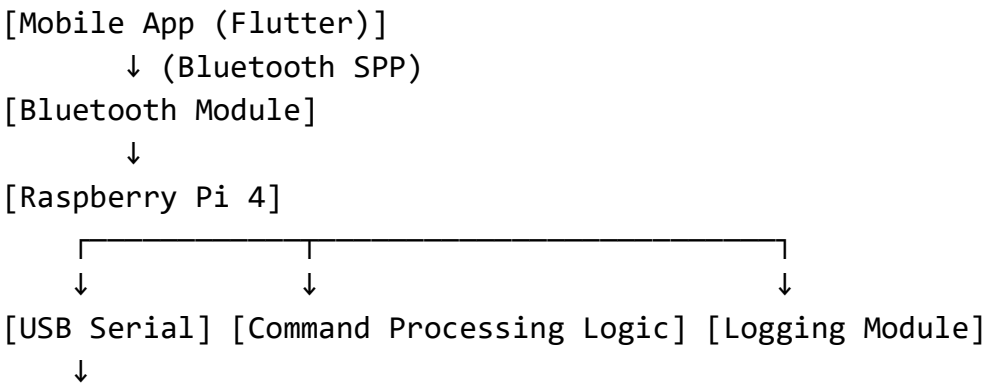 [Mobile App (Flutter)]
↓ (Bluetooth SPP)
[Bluetooth Module]
↓
[Raspberry Pi 4]
↓ ↓ ↓
[USB Serial] [Command Processing Logic] [Logging Module]
↓